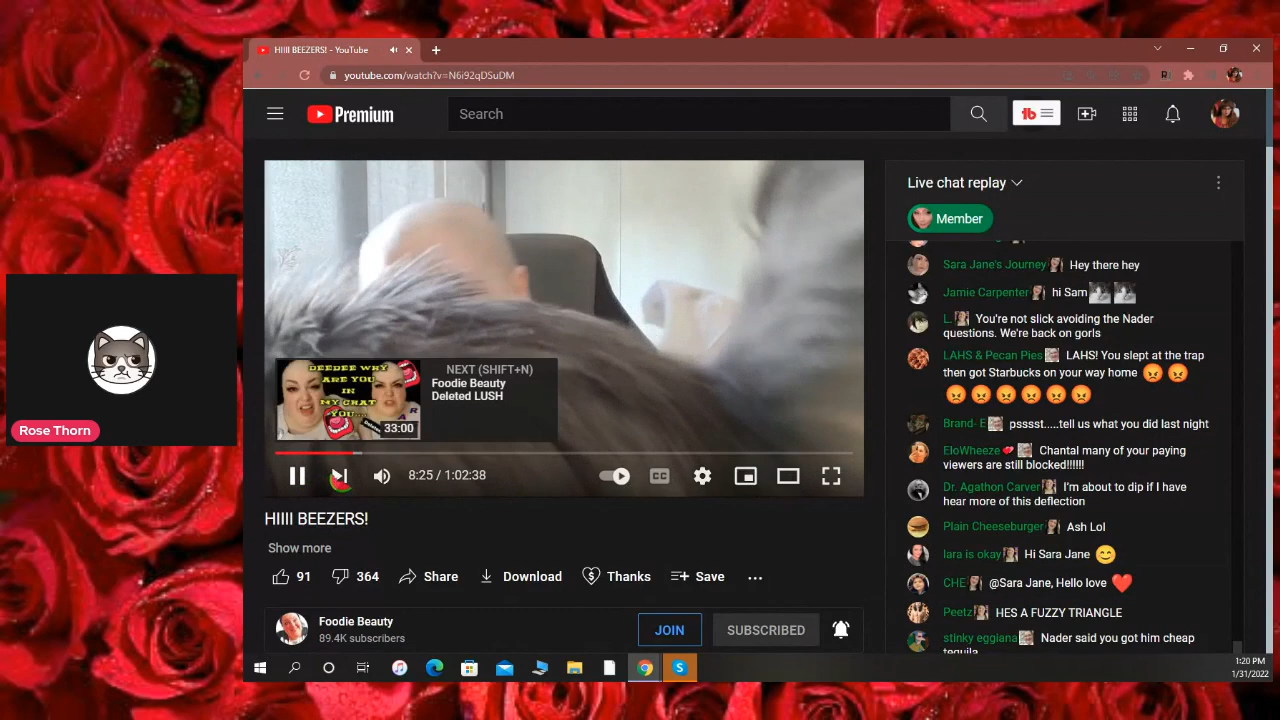 HIIII BEEZERS! - YouTube
youtube.com/watch?v=N6i92qDSuDM
Premium
Search
Rose Thorn
DEEDEE WHY
ARE YOU
IN
MY CHAT
YOU...
33:00
NEXT (SHIFT+N)
Foodie Beauty
Deleted LUSH
8:25 / 1:02:38
CC
HIIII BEEZERS!
Show more
91
364
Share
Download
Thanks
Save
Foodie Beauty
89.4K subscribers
JOIN
SUBSCRIBED
Live chat replay
Member
Sara Jane's Journey Hey there hey
Jamie Carpenter hi Sam
L. You're not slick avoiding the Nader
questions. We're back on gorls
LAHS & Pecan Pies LAHS! You slept at the trap
then got Starbucks on your way home 😡 😡
😡 😡 😡 😡 😡
Brand- E psssst.....tell us what you did last night
EloWheeze 💔 Chantal many of your paying
viewers are still blocked!!!!!!
Dr. Agathon Carver I'm about to dip if I have
hear more of this deflection
Plain Cheeseburger Ash Lol
lara is okay Hi Sara Jane 😊
CHE @Sara Jane, Hello love ❤️
Peetz HES A FUZZY TRIANGLE
stinky eggiana Nader said you got him cheap
tequila
1:20 PM
1/31/2022